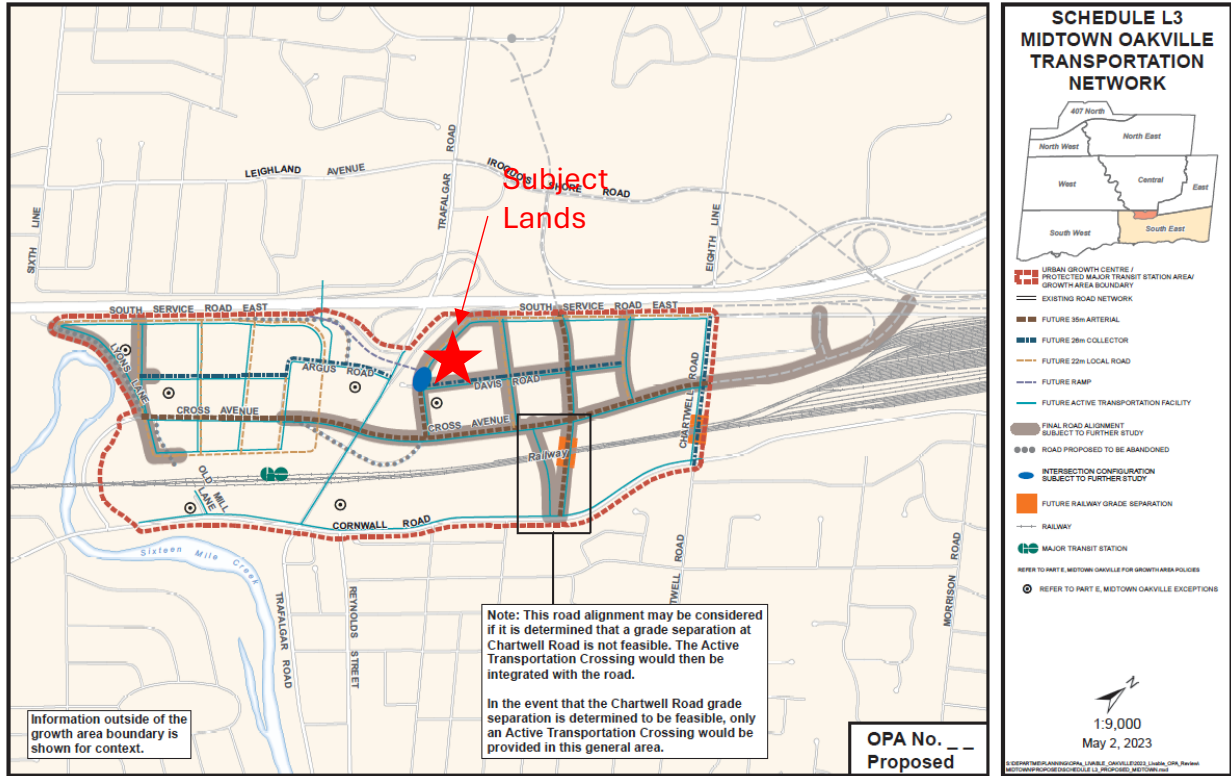 LEIGHLAND AVENUE
IROQUOIS SHORE ROAD
Subject
Lands
TRAFALGAR ROAD
SIXTH LINE
EIGHTH LINE
SOUTH SERVICE ROAD EAST
SOUTH SERVICE ROAD EAST
LYONS LANE
ARGUS ROAD
DAVIS ROAD
CROSS AVENUE
CROSS AVENUE
CHARTWELL ROAD
Railway
OLD MILL LANE
CORNWALL ROAD
Sixteen Mile Creek
TRAFALGAR ROAD
REYNOLDS STREET
TWELL ROAD
MORRISON ROAD
Note: This road alignment may be considered
if it is determined that a grade separation at
Chartwell Road is not feasible. The Active
Transportation Crossing would then be
integrated with the road.
In the event that the Chartwell Road grade
separation is determined to be feasible, only
an Active Transportation Crossing would be
provided in this general area.
Information outside of the
growth area boundary is
shown for context.
OPA No. _ _
Proposed
SCHEDULE L3
MIDTOWN OAKVILLE
TRANSPORTATION
NETWORK
407 North
North West
North East
West
Central
East
South West
South East
URBAN GROWTH CENTRE /
PROTECTED MAJOR TRANSIT STATION AREA/
GROWTH AREA BOUNDARY
EXISTING ROAD NETWORK
FUTURE 35m ARTERIAL
FUTURE 26m COLLECTOR
FUTURE 22m LOCAL ROAD
FUTURE RAMP
FUTURE ACTIVE TRANSPORTATION FACILITY
FINAL ROAD ALIGNMENT
SUBJECT TO FURTHER STUDY
ROAD PROPOSED TO BE ABANDONED
INTERSECTION CONFIGURATION
SUBJECT TO FURTHER STUDY
FUTURE RAILWAY GRADE SEPARATION
RAILWAY
MAJOR TRANSIT STATION
REFER TO PART E, MIDTOWN OAKVILLE FOR GROWTH AREA POLICIES
REFER TO PART E, MIDTOWN OAKVILLE EXCEPTIONS
N
1:9,000
May 2, 2023